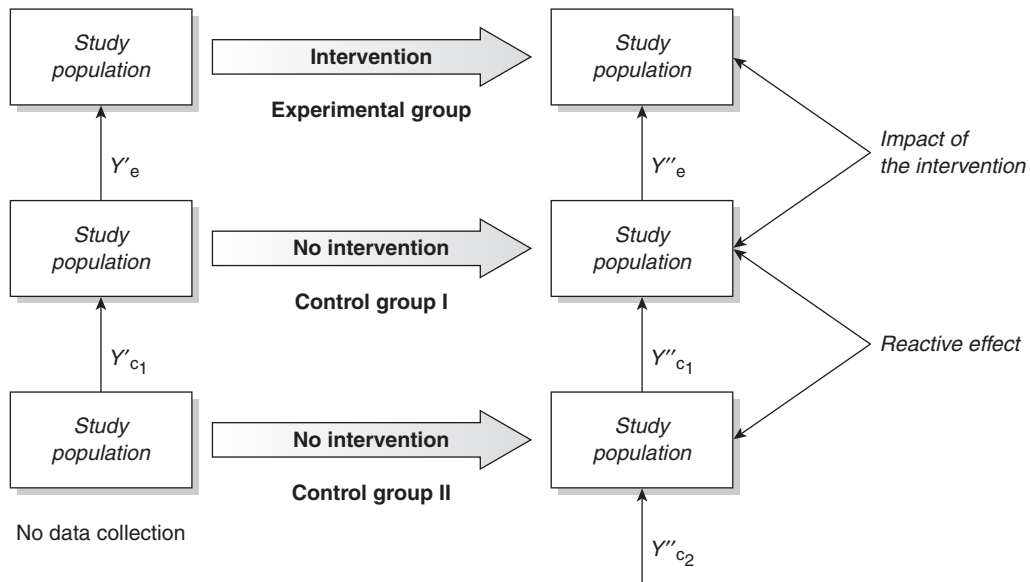 Study
population
Intervention
Experimental group
Study
population
Y'e
Y''e
Impact of
the intervention
Study
population
No intervention
Control group I
Study
population
Y'c1
Y''c1
Reactive effect
Study
population
No intervention
Control group II
Study
population
No data collection
Y''c2